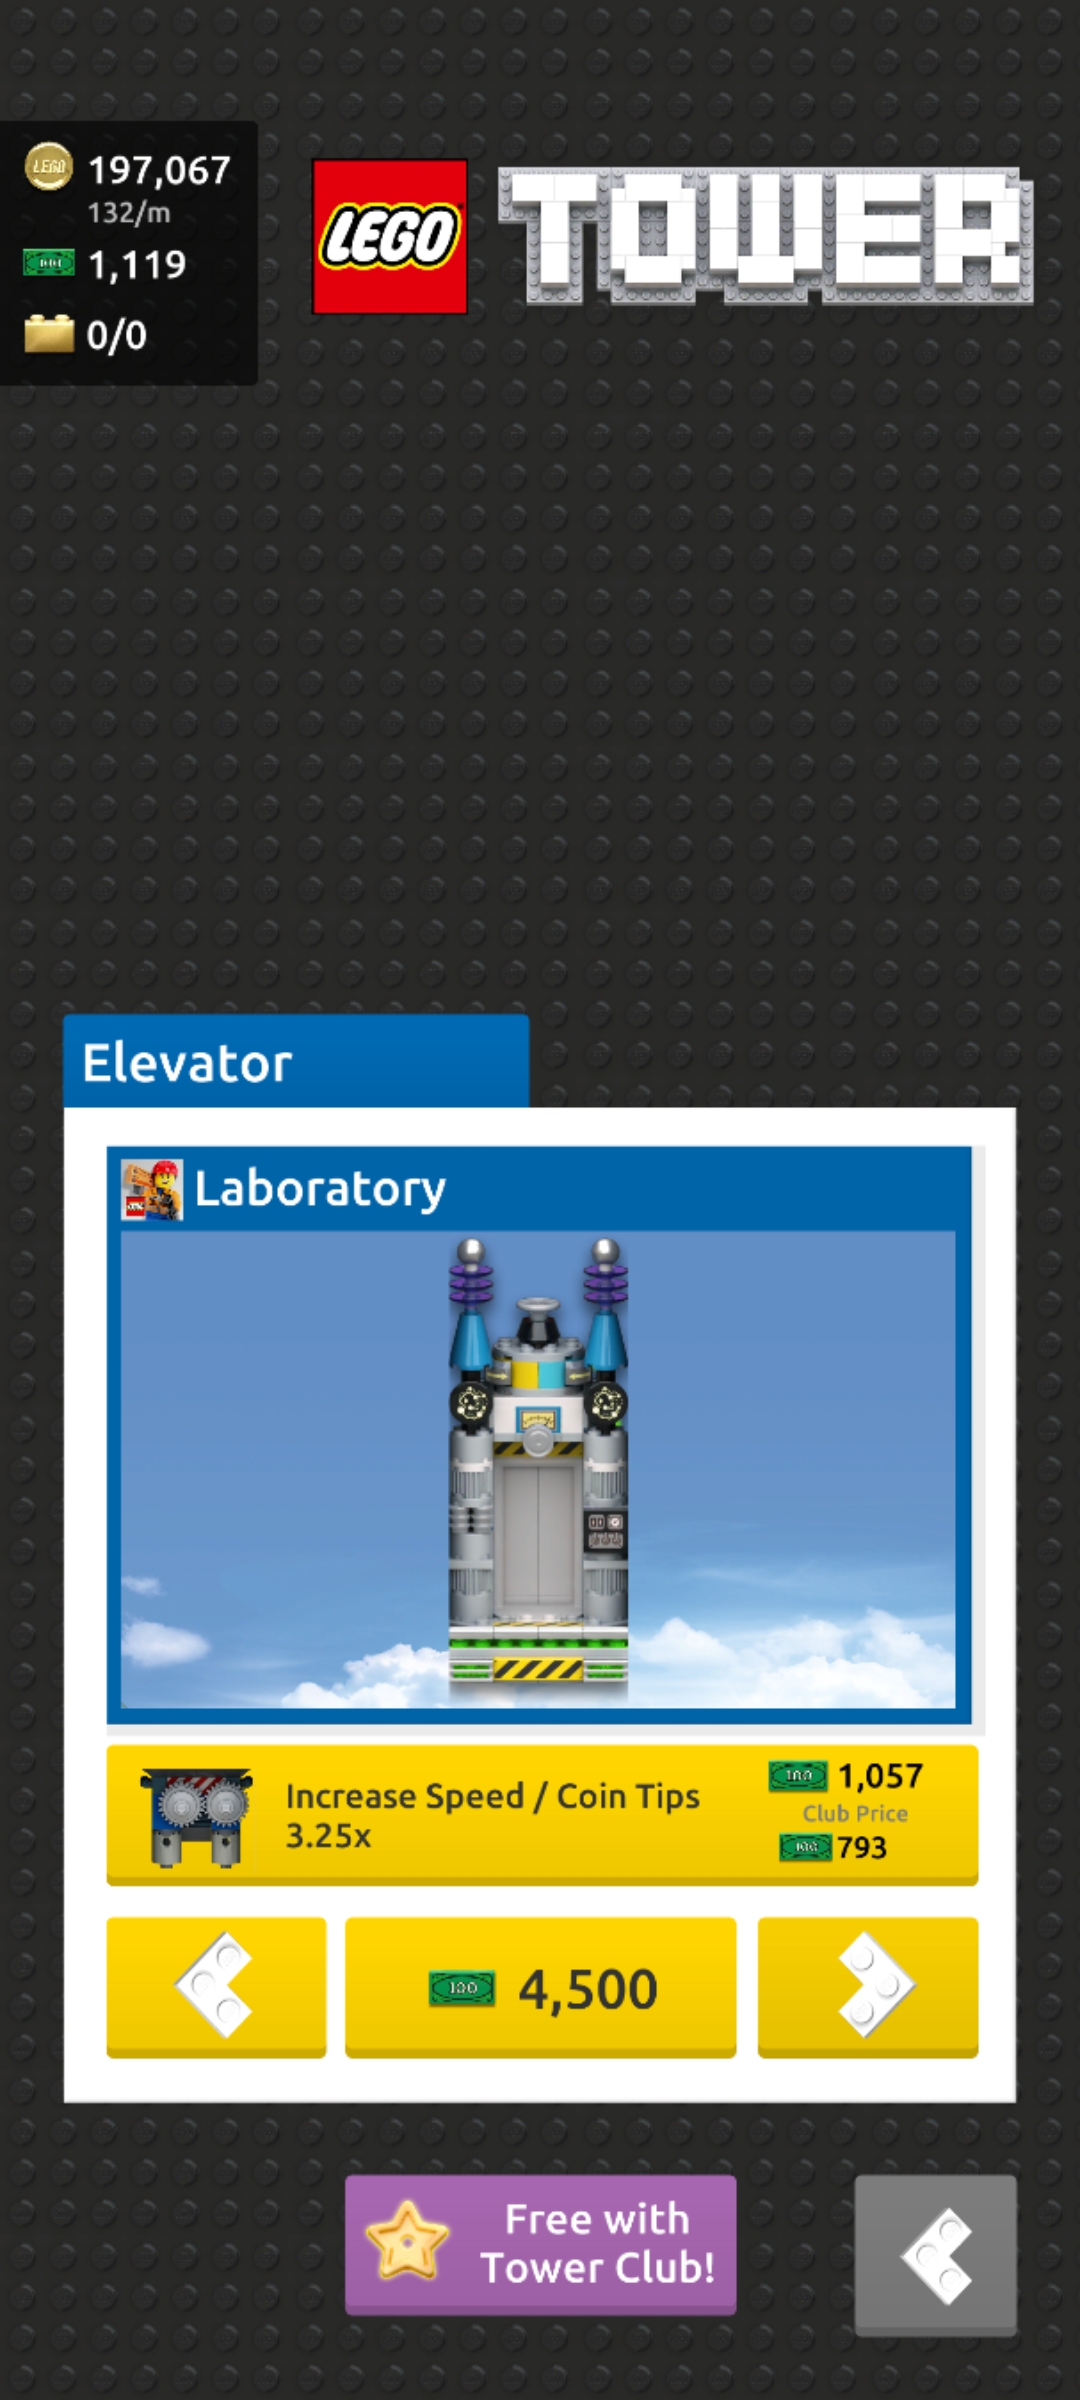 197,067
132/m
1,119
0/0
LEGO
TOWER
Elevator
Laboratory
Increase Speed / Coin Tips
3.25x
1,057
Club Price
793
4,500
Free with
Tower Club!